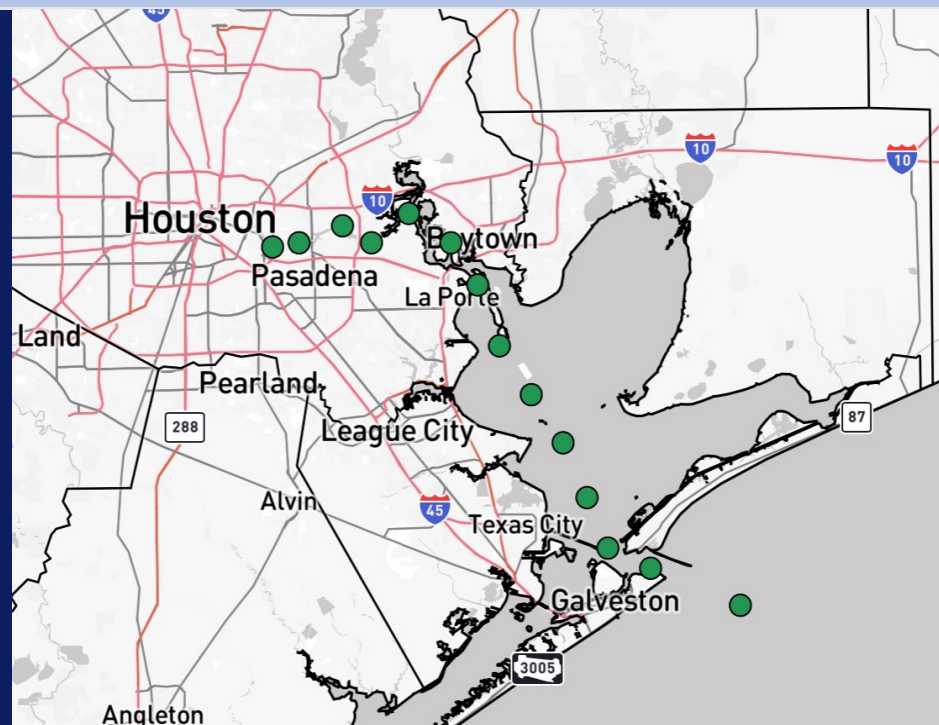 45
10
10
10
Houston
Baytown
Pasadena
La Porte
Land
Pearland
288
87
League City
Alvin
45
Texas City
Galveston
3005
Angleton